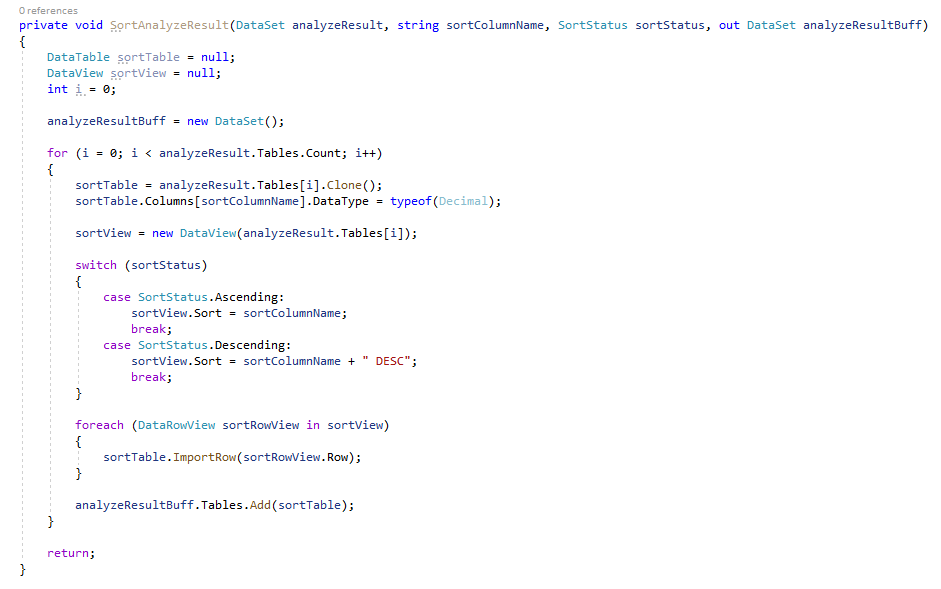 0 references
private void SortAnalyzeResult(DataSet analyzeResult, string sortColumnName, SortStatus sortStatus, out DataSet analyzeResultBuff)
{
    DataTable sortTable = null;
    DataView sortView = null;
    int i = 0;

    analyzeResultBuff = new DataSet();

    for (i = 0; i < analyzeResult.Tables.Count; i++)
    {
        sortTable = analyzeResult.Tables[i].Clone();
        sortTable.Columns[sortColumnName].DataType = typeof(Decimal);

        sortView = new DataView(analyzeResult.Tables[i]);

        switch (sortStatus)
        {
            case SortStatus.Ascending:
                sortView.Sort = sortColumnName;
                break;
            case SortStatus.Descending:
                sortView.Sort = sortColumnName + " DESC";
                break;
        }

        foreach (DataRowView sortRowView in sortView)
        {
            sortTable.ImportRow(sortRowView.Row);
        }

        analyzeResultBuff.Tables.Add(sortTable);
    }

    return;
}